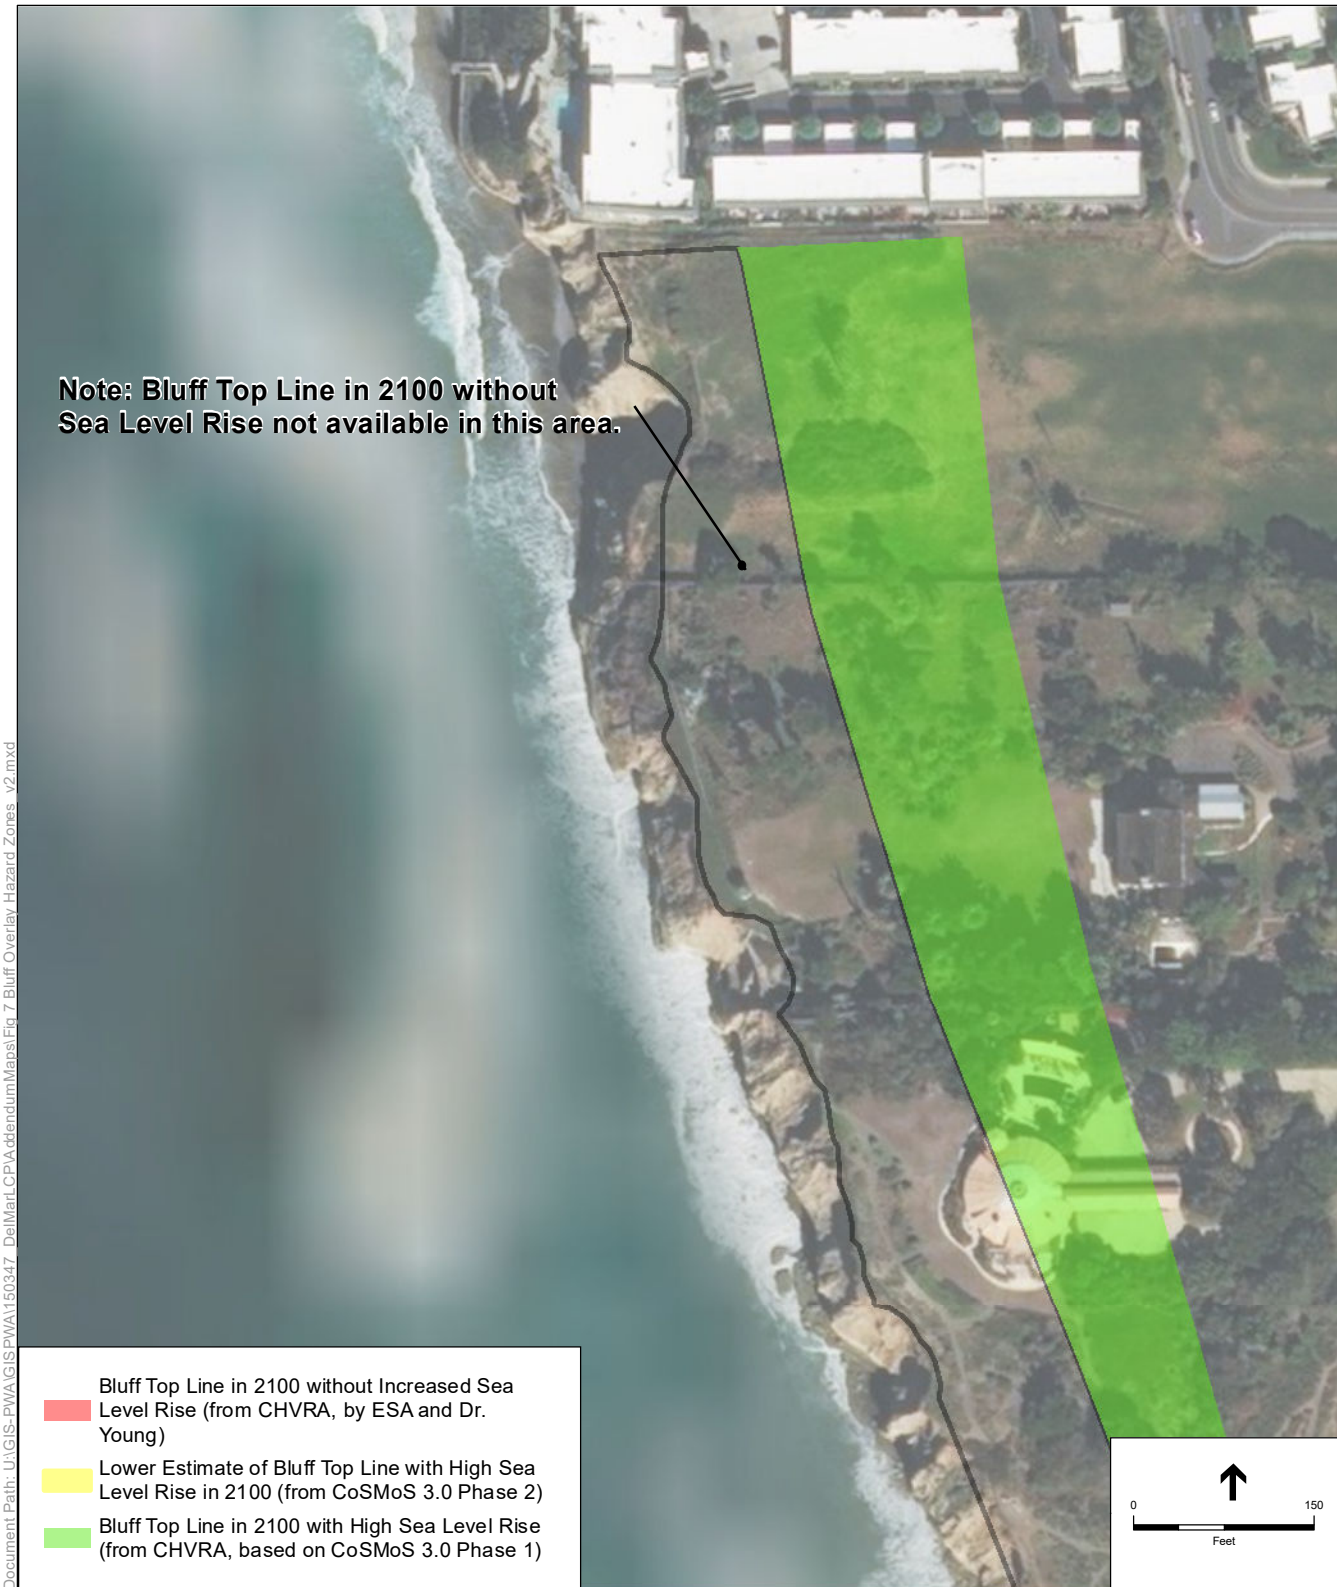 Note: Bluff Top Line in 2100 without
Sea Level Rise not available in this area.
Document Path: U:\GIS-PWA\GISPWA\150347_DelMarLCP\AddendumMaps\Fig 7 Bluff Overlay Hazard Zones_v2.mxd
Bluff Top Line in 2100 without Increased Sea
Level Rise (from CHVRA, by ESA and Dr.
Young)
Lower Estimate of Bluff Top Line with High Sea
Level Rise in 2100 (from CoSMoS 3.0 Phase 2)
Bluff Top Line in 2100 with High Sea Level Rise
(from CHVRA, based on CoSMoS 3.0 Phase 1)
0 150
Feet